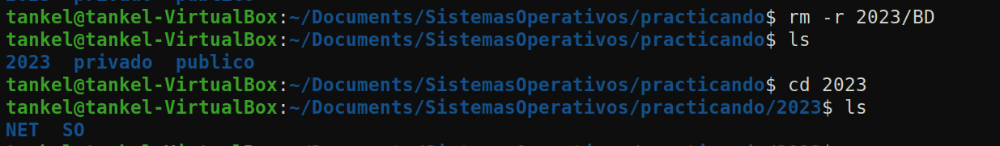 tankel@tankel-VirtualBox:~/Documents/SistemasOperativos/practicando$ rm -r 2023/BD
tankel@tankel-VirtualBox:~/Documents/SistemasOperativos/practicando$ ls
2023  privado  publico
tankel@tankel-VirtualBox:~/Documents/SistemasOperativos/practicando$ cd 2023
tankel@tankel-VirtualBox:~/Documents/SistemasOperativos/practicando/2023$ ls
NET  SO